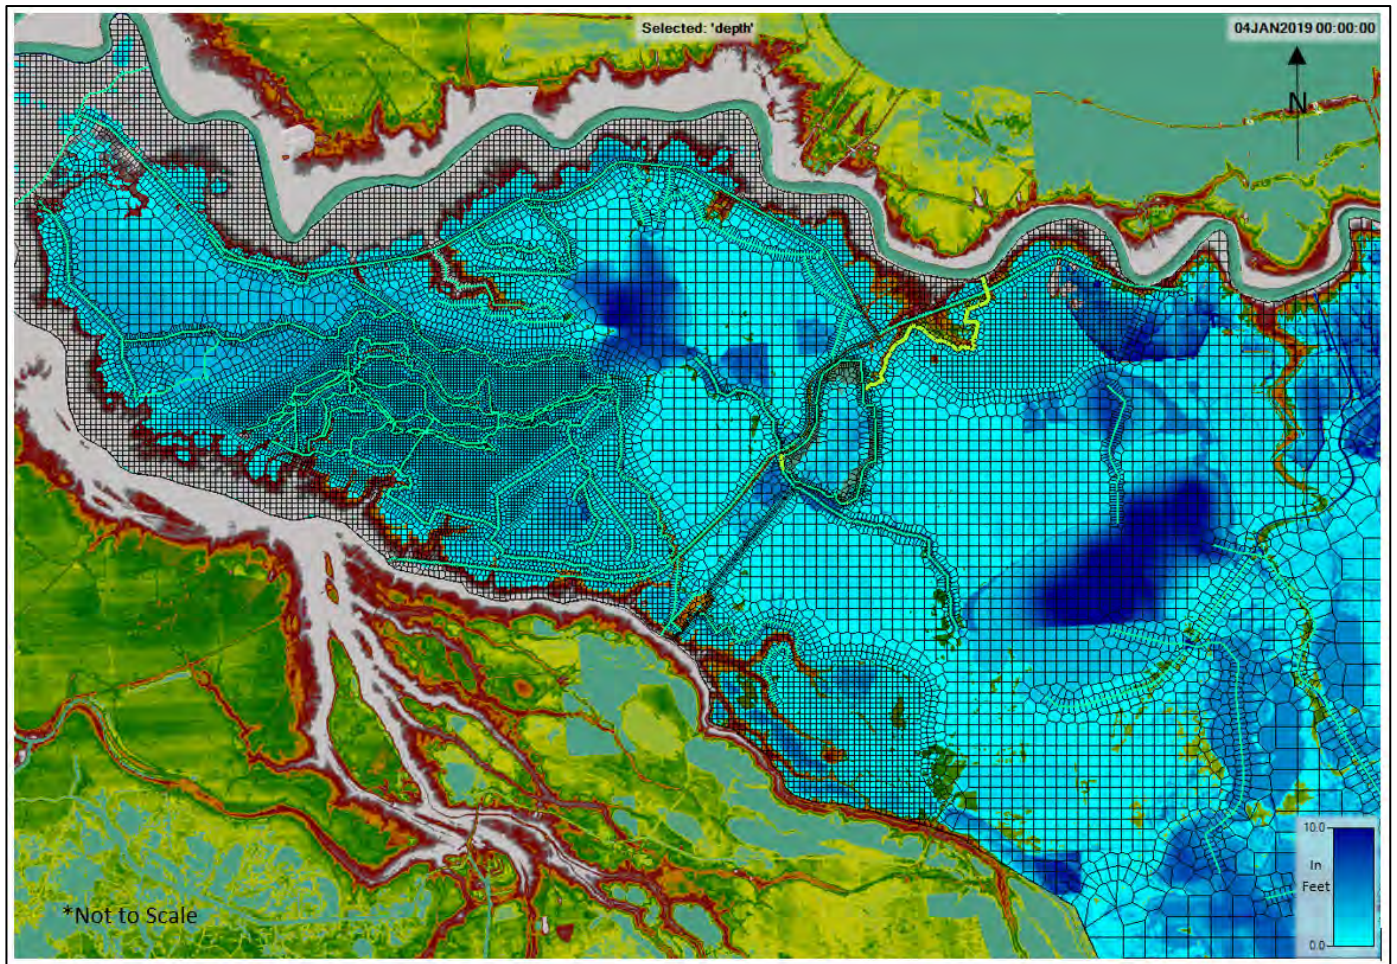 Selected: 'depth'
04JAN2019 00:00:00
N
10.0
In
Feet
0.0
*Not to Scale